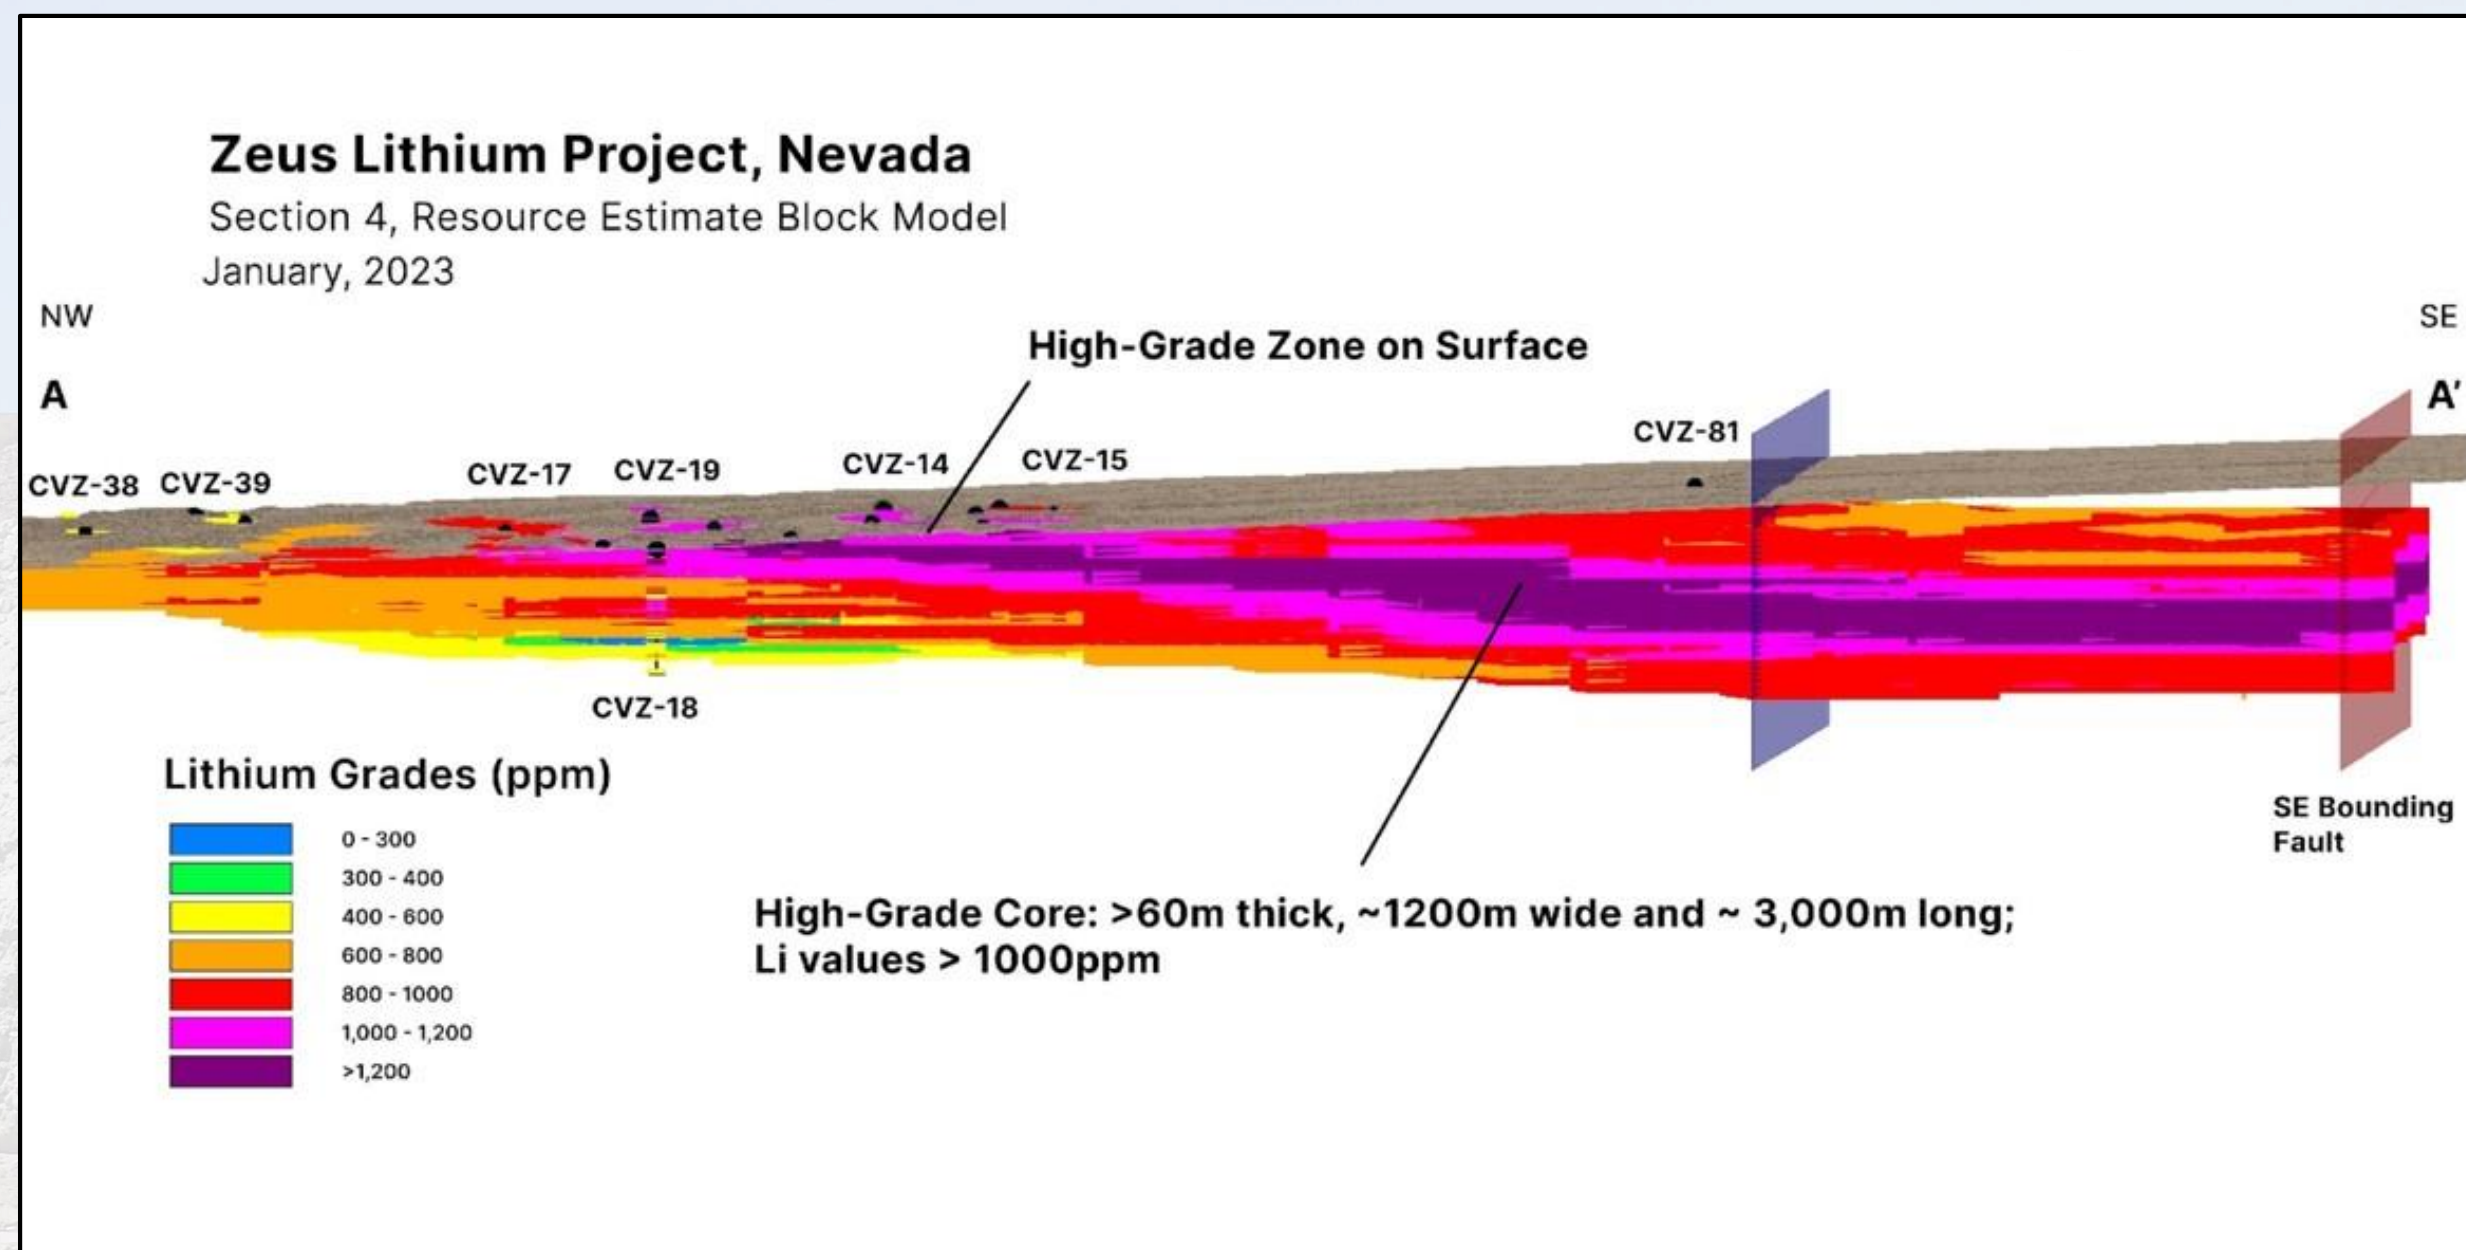 Zeus Lithium Project, Nevada
Section 4, Resource Estimate Block Model
January, 2023
NW
SE
High-Grade Zone on Surface
A
A'
CVZ-81
CVZ-38
CVZ-39
CVZ-17
CVZ-19
CVZ-14
CVZ-15
CVZ-18
Lithium Grades (ppm)
0 - 300
300 - 400
400 - 600
600 - 800
800 - 1000
1,000 - 1,200
>1,200
SE Bounding
Fault
High-Grade Core: >60m thick, ~1200m wide and ~ 3,000m long;
Li values > 1000ppm